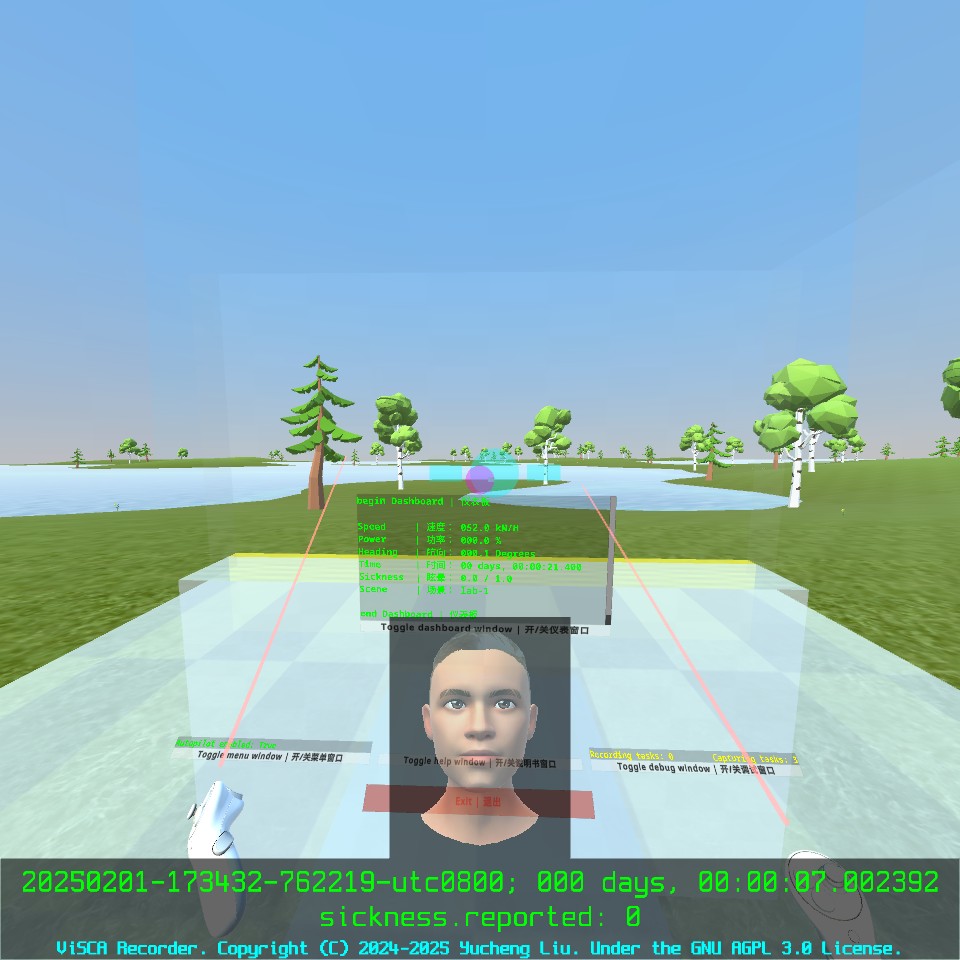 begin Dashboard | 仪表板
Speed | 速度: 052.0 kN/H
Power | 功率: 000.0 %
Heading | 航向: 000.1 Degrees
Time | 时间: 00 days, 00:00:21.400
Sickness | 眩晕: 0.0 / 1.0
Scene | 场景: lab-1
end Dashboard | 仪表板
Toggle dashboard window | 开/关仪表窗口
Autopilot enabled: True
Toggle menu window | 开/关菜单窗口
Toggle help window | 开/关说明书窗口
Recording tasks: 0 Capturing tasks: 3
Toggle debug window | 开/关调试窗口
Exit | 退出
20250201-173432-762219-utc0800; 000 days, 00:00:07.002392
sickness.reported: 0
ViSCA Recorder. Copyright (C) 2024-2025 Yucheng Liu. Under the GNU AGPL 3.0 License.